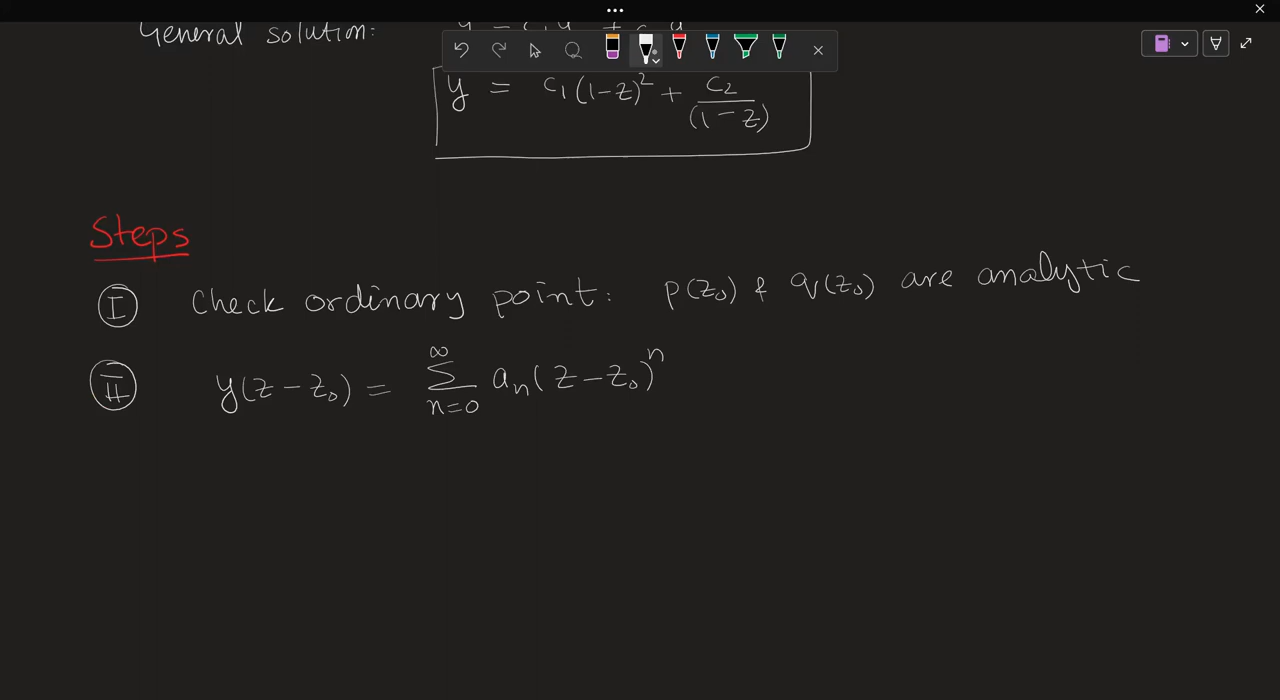 General solution:
y = c₁(1-z)² + c₂/(1-z)
Steps
I Check ordinary point: p(z₀) & q(z₀) are analytic
II y(z-z₀) = ∑_{n=0}^{∞} aₙ(z-z₀)ⁿ